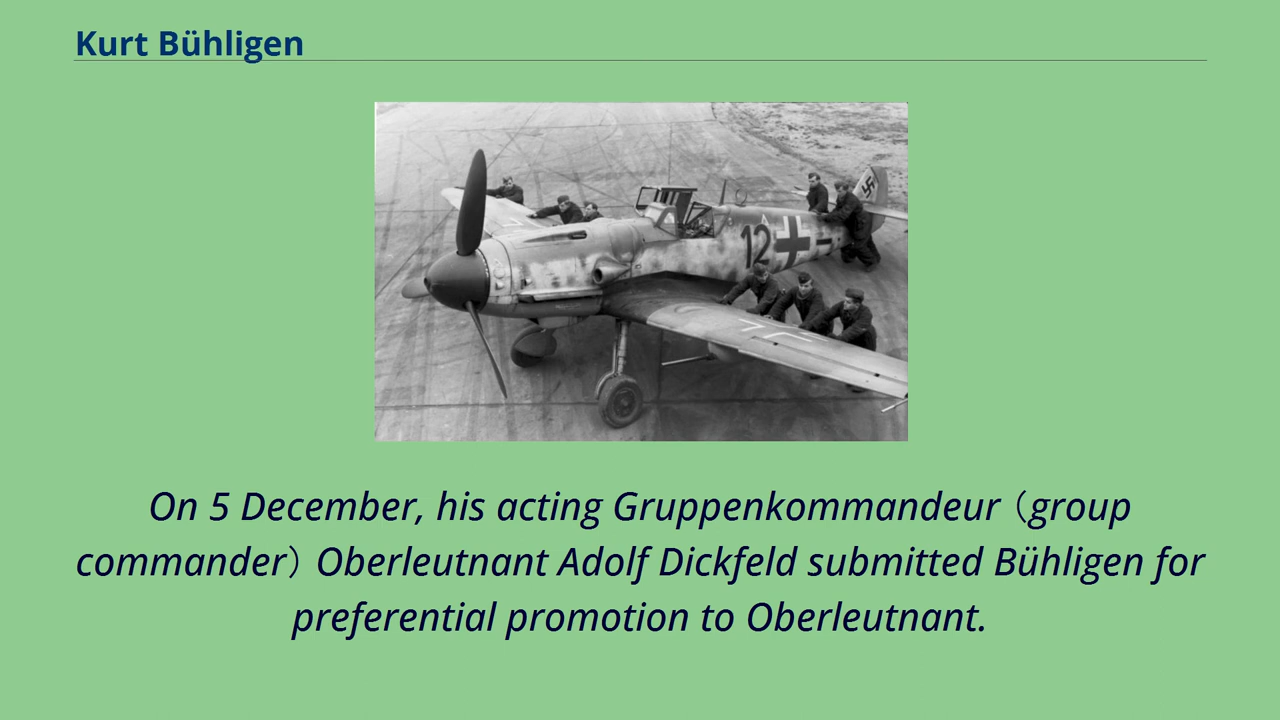 Kurt Bühligen
12
On 5 December, his acting Gruppenkommandeur（group
commander）Oberleutnant Adolf Dickfeld submitted Bühligen for
preferential promotion to Oberleutnant.